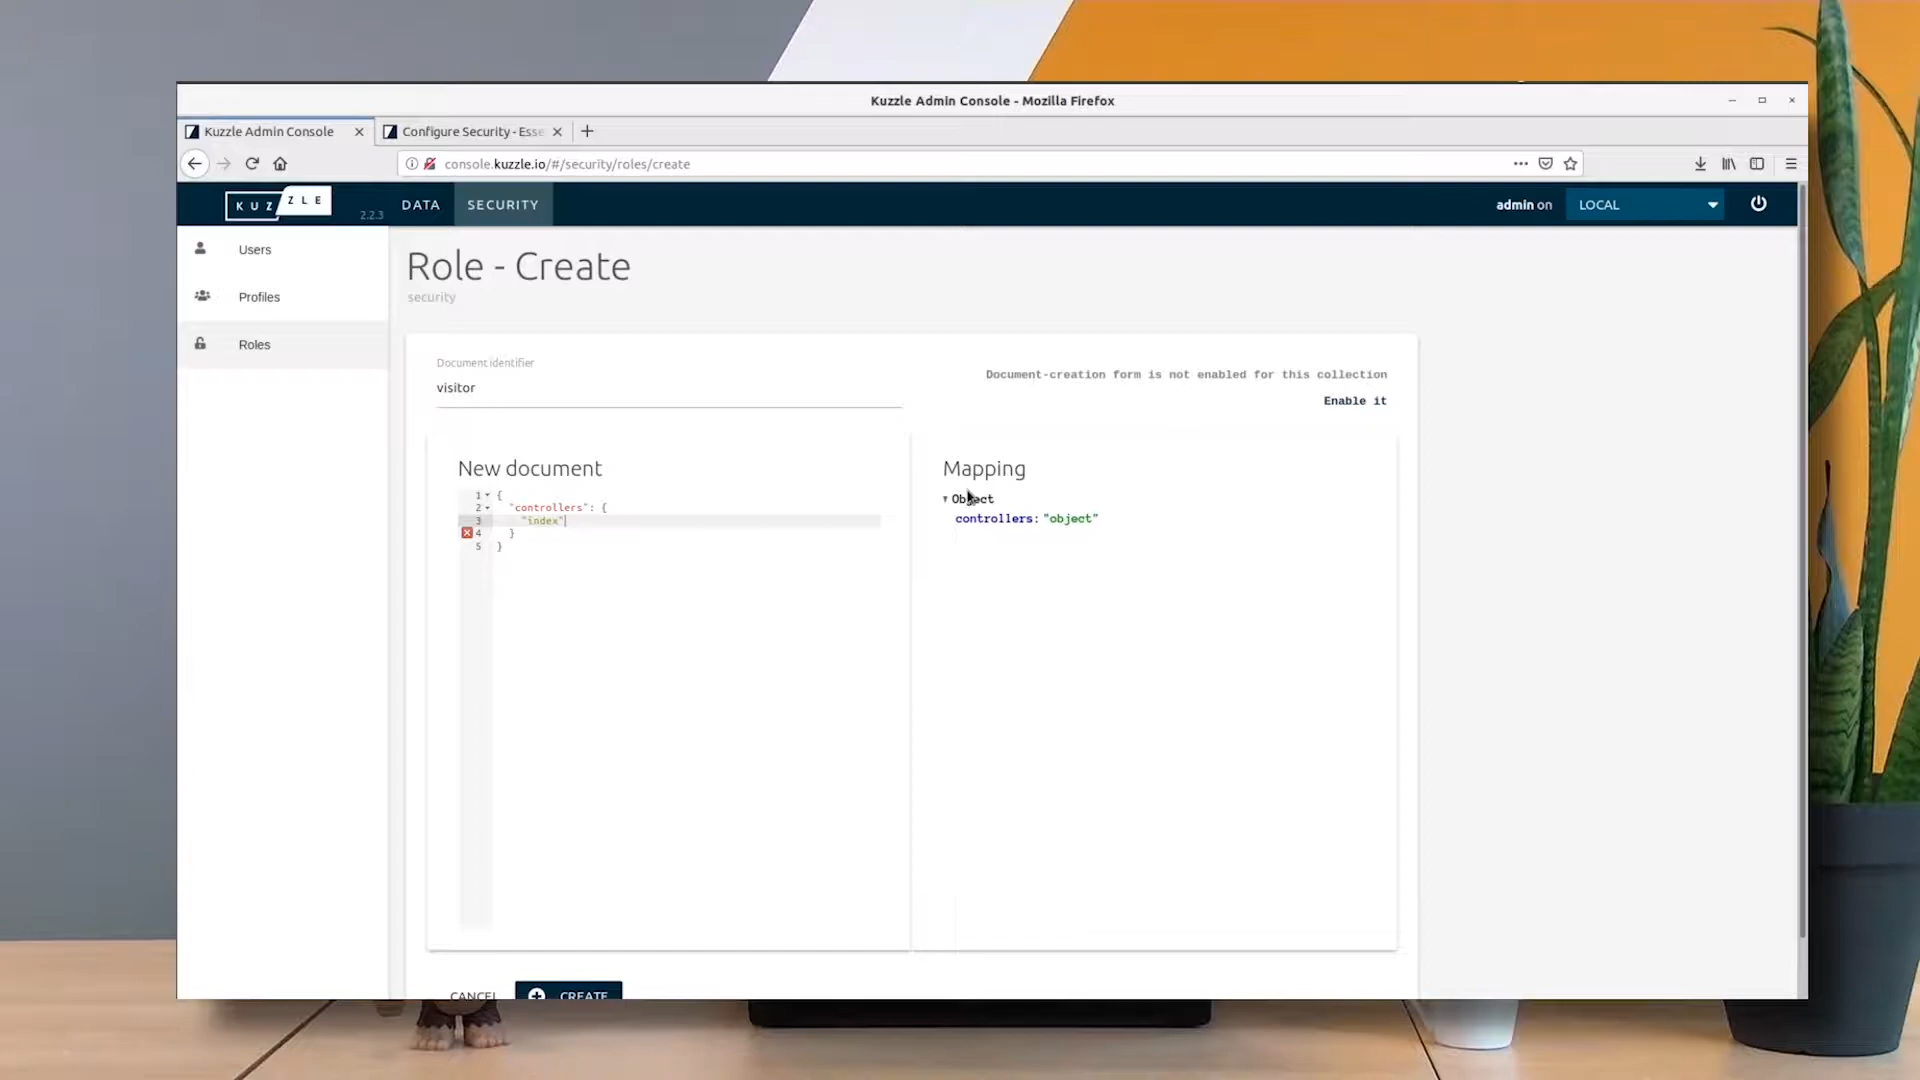 Kuzzle Admin Console - Mozilla Firefox
Kuzzle Admin Console
Configure Security - Esse
console.kuzzle.io/#/security/roles/create
KUZZLE
2.2.3
DATA
SECURITY
admin on
LOCAL
Users
Profiles
Roles
Role - Create
security
Document identifier
visitor
Document-creation form is not enabled for this collection
Enable it
New document
1 {
2 "controllers": {
3 "index"
4 }
5 }
Mapping
Object
controllers: "object"
CANCEL
CREATE